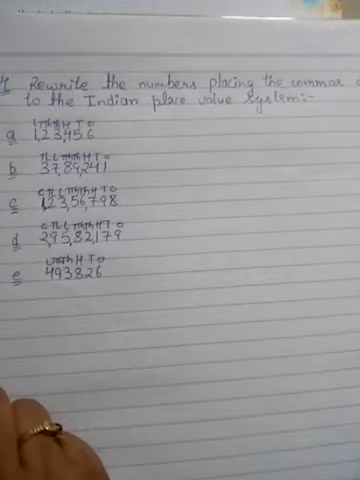 4 Rewrite the numbers placing the commas
to the Indian place value system:-
L TTh Th H T O
a 1,23,456
TL L TTh Th H T O
b 37,89,241
C TL L TTh Th H T O
c 1,23,56,798
C TL L TTh Th H T O
d 2,95,82,179
L TTh Th H T O
e 493826